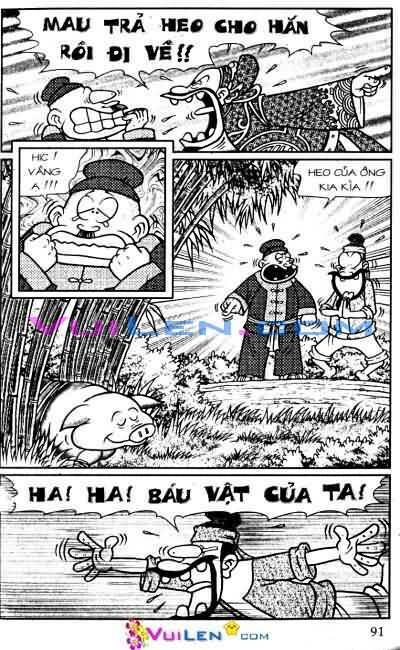 MAU TRẢ HEO CHO HẮN
RỒI ĐI VỀ!!
HIC!
VÂNG
Ạ!!!
HEO CỦA ÔNG
KIA KÌA!!
VUILEN.COM
HA! HA! BÁU VẬT CỦA TA!
91
VUILEN.COM